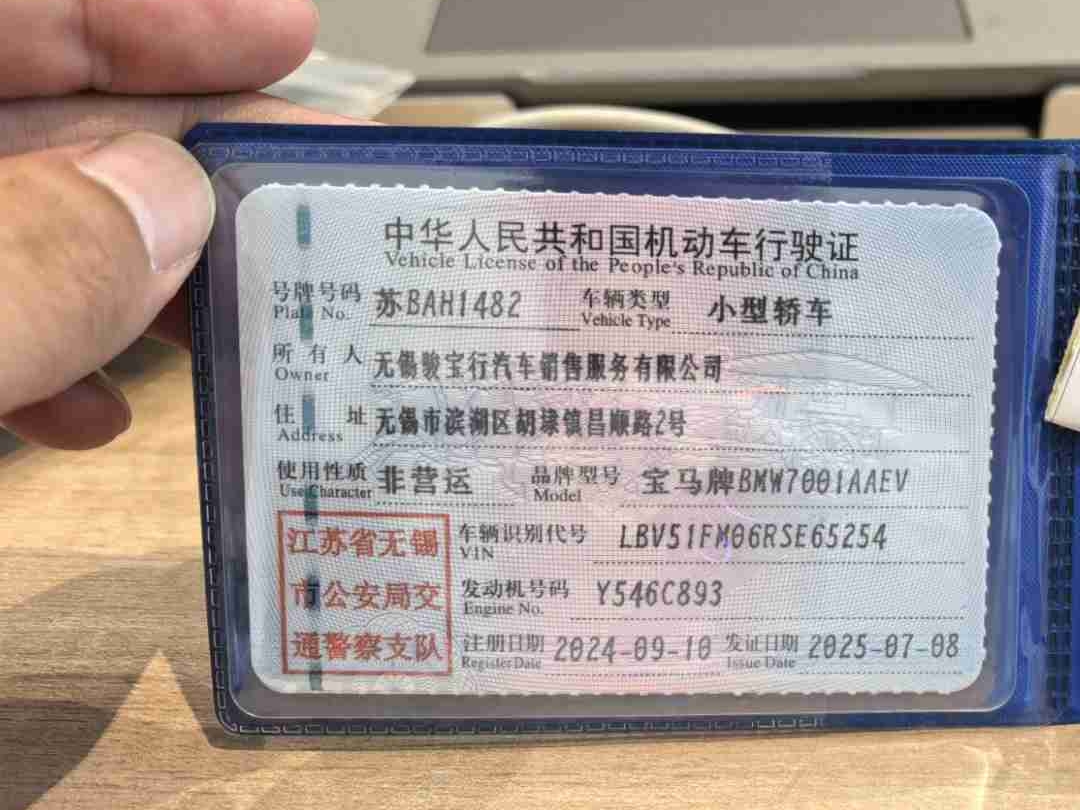 中华人民共和国机动车行驶证
Vehicle License of the People's Republic of China
号牌号码 苏BAH1482 车辆类型 小型轿车
Plate No. Vehicle Type
所有人 无锡骏宝行汽车销售服务有限公司
Owner
住址 无锡市滨湖区胡埭镇昌顺路2号
Address
使用性质 非营运 品牌型号 宝马牌BMW7001AAEV
Use Character Model
江苏省无锡
市公安局交
通警察支队
车辆识别代号 LBV51FM06RSE65254
VIN
发动机号码 Y546C893
Engine No.
注册日期 2024-09-10 发证日期 2025-07-08
Register Date Issue Date